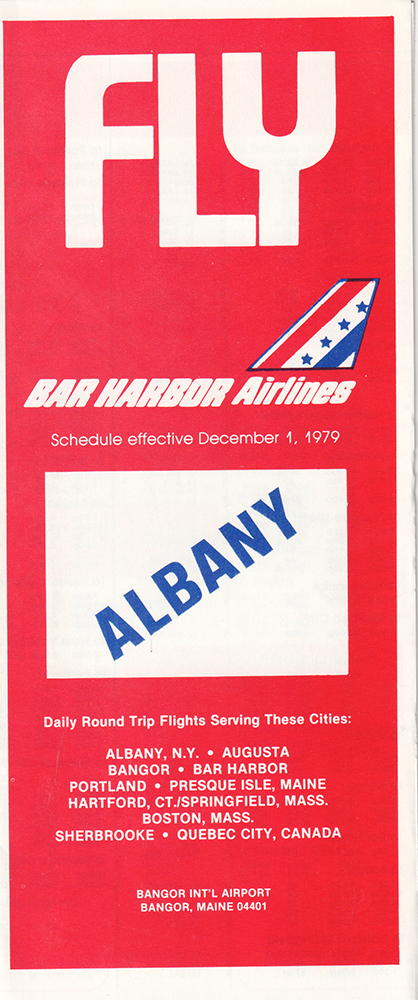 FLY
BAR HARBOR Airlines
Schedule effective December 1, 1979
ALBANY
Daily Round Trip Flights Serving These Cities:
ALBANY, N.Y. • AUGUSTA
BANGOR • BAR HARBOR
PORTLAND • PRESQUE ISLE, MAINE
HARTFORD, CT./SPRINGFIELD, MASS.
BOSTON, MASS.
SHERBROOKE • QUEBEC CITY, CANADA
BANGOR INT'L AIRPORT
BANGOR, MAINE 04401